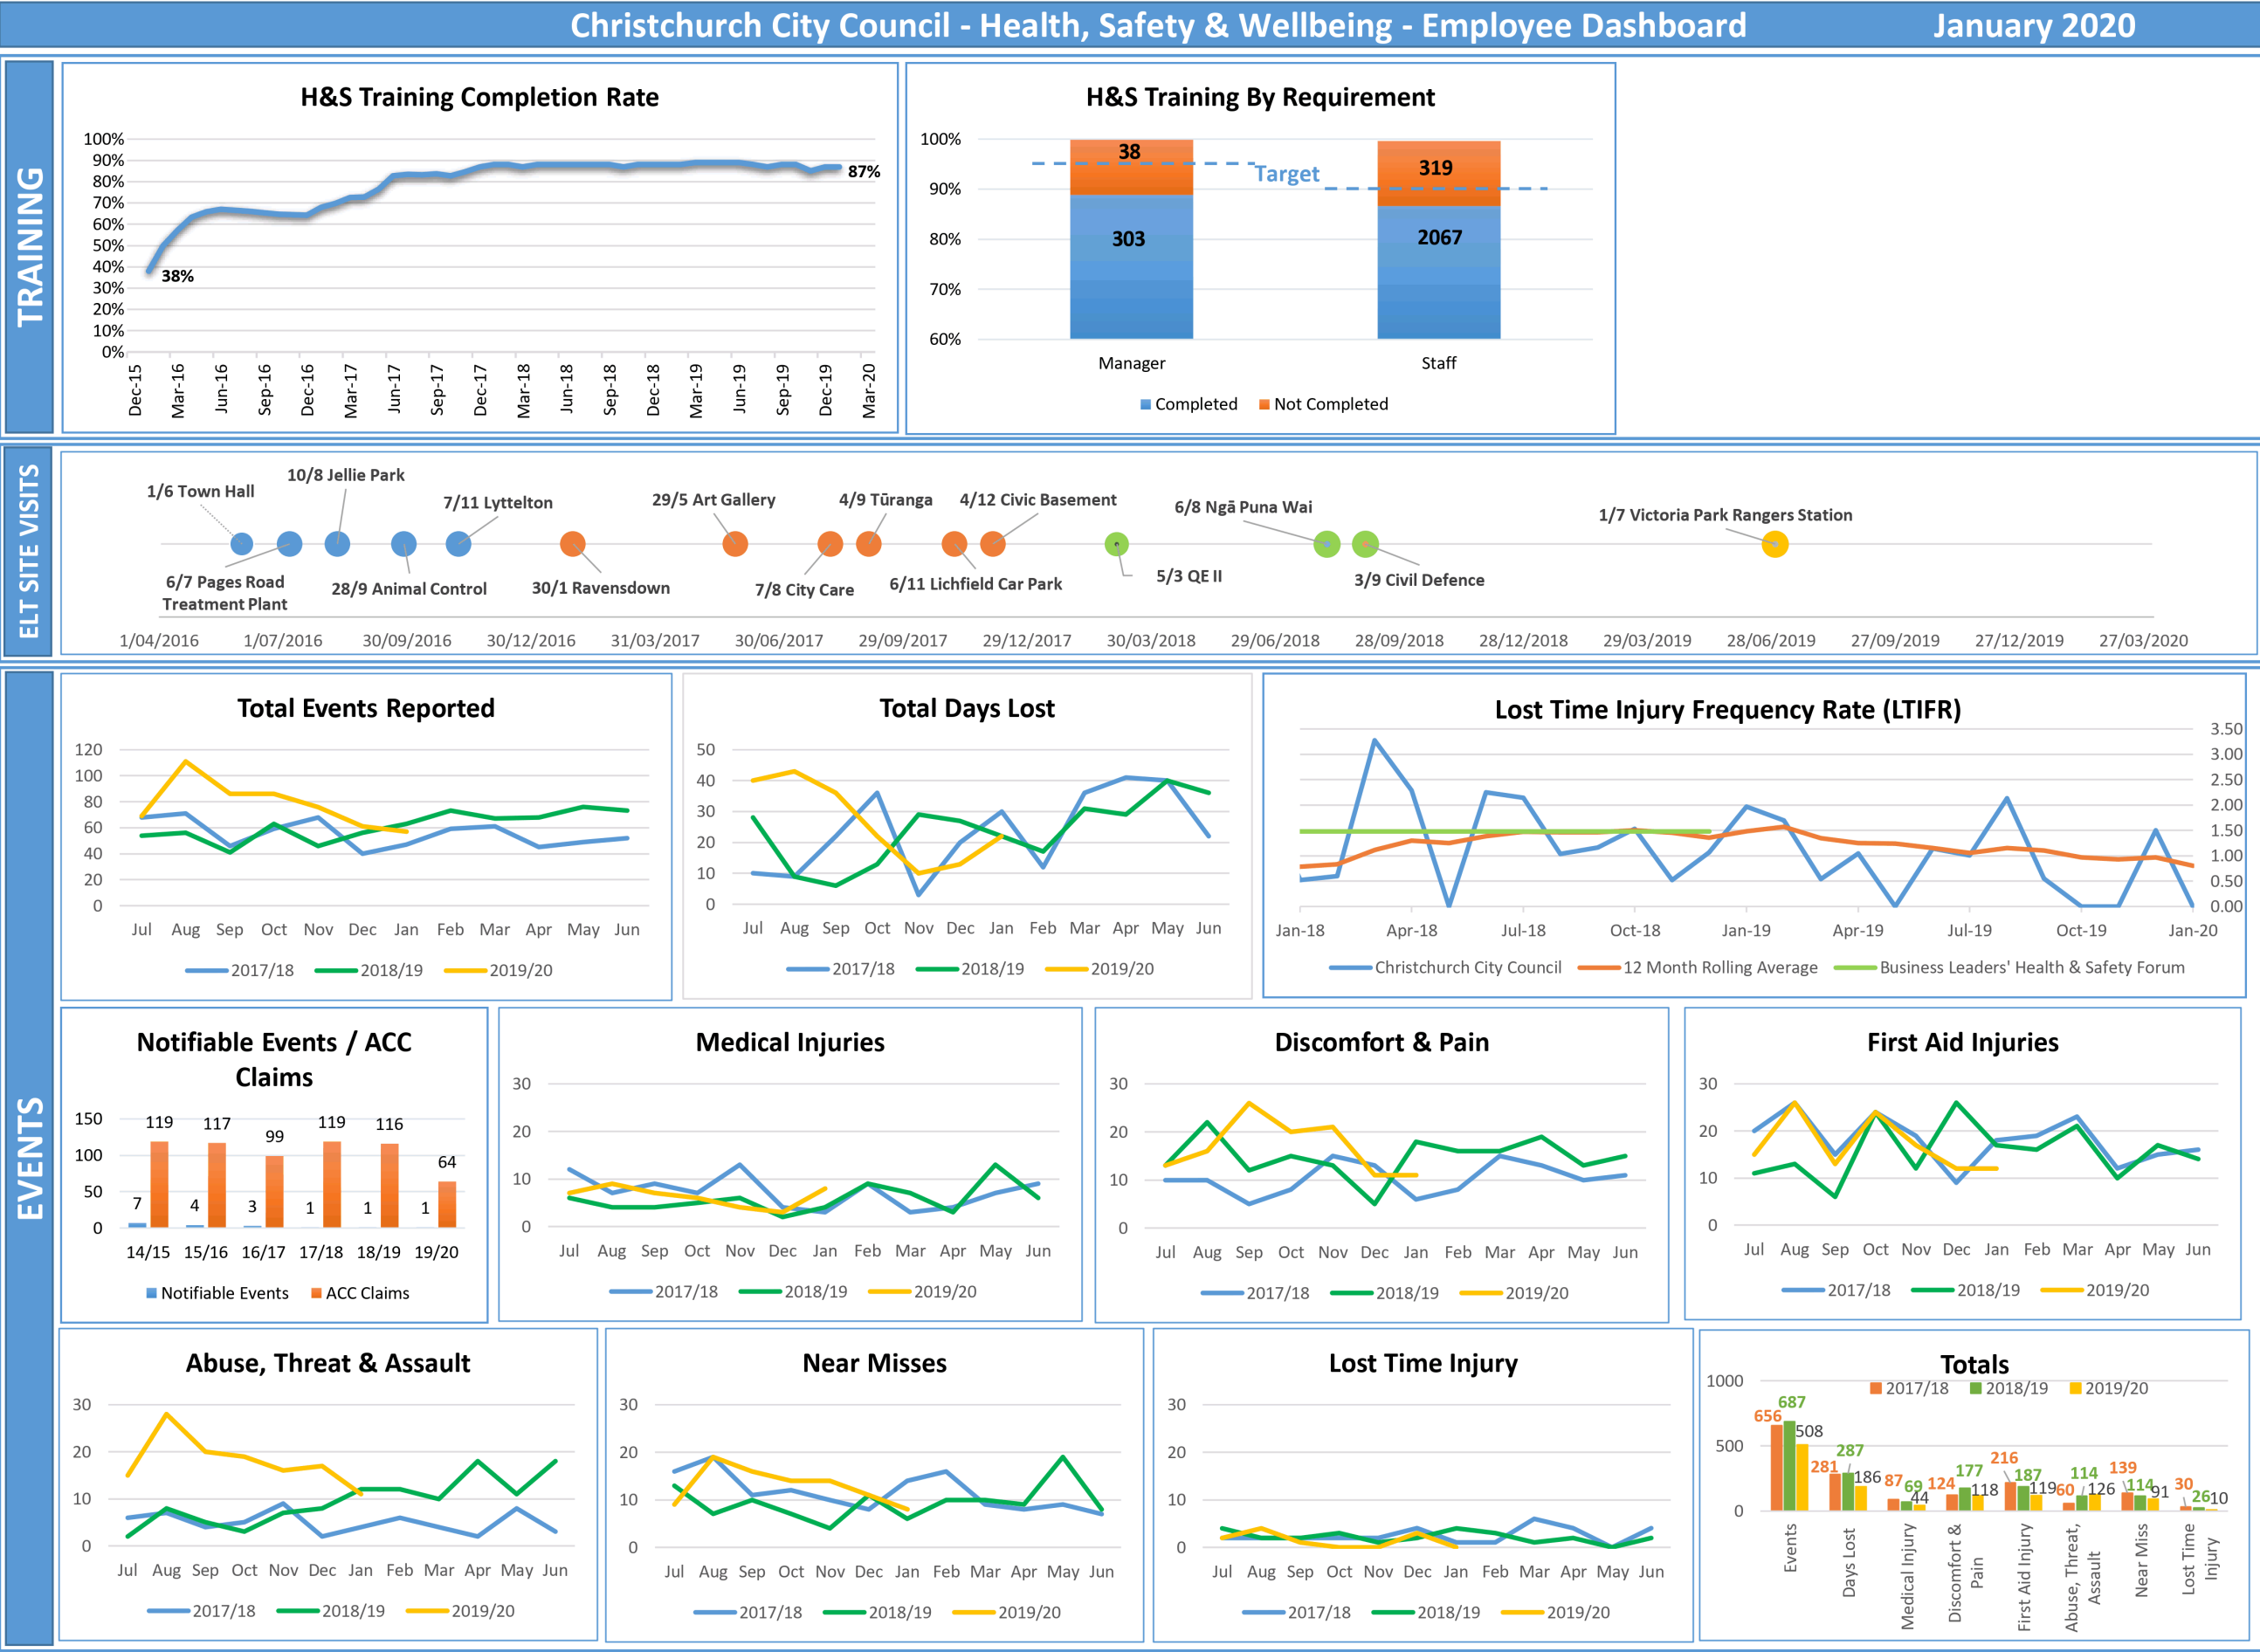 Christchurch City Council - Health, Safety & Wellbeing - Employee Dashboard January 2020
TRAINING
H&S Training Completion Rate
100%
90%
80%
70%
60%
50%
40%
30%
20%
10%
0%
38%
87%
Dec-15 Mar-16 Jun-16 Sep-16 Dec-16 Mar-17 Jun-17 Sep-17 Dec-17 Mar-18 Jun-18 Sep-18 Dec-18 Mar-19 Jun-19 Sep-19 Dec-19 Mar-20
H&S Training By Requirement
100%
90%
80%
70%
60%
38
319
Target
303
2067
Manager Staff
Completed Not Completed
ELT SITE VISITS
10/8 Jellie Park
1/6 Town Hall
7/11 Lyttelton
29/5 Art Gallery
4/9 Tūranga
4/12 Civic Basement
6/8 Ngā Puna Wai
1/7 Victoria Park Rangers Station
6/7 Pages Road
Treatment Plant
28/9 Animal Control
30/1 Ravensdown
7/8 City Care
6/11 Lichfield Car Park
5/3 QE II
3/9 Civil Defence
1/04/2016 1/07/2016 30/09/2016 30/12/2016 31/03/2017 30/06/2017 29/09/2017 29/12/2017 30/03/2018 29/06/2018 28/09/2018 28/12/2018 29/03/2019 28/06/2019 27/09/2019 27/12/2019 27/03/2020
EVENTS
Total Events Reported
120
100
80
60
40
20
0
Jul Aug Sep Oct Nov Dec Jan Feb Mar Apr May Jun
2017/18 2018/19 2019/20
Total Days Lost
50
40
30
20
10
0
Jul Aug Sep Oct Nov Dec Jan Feb Mar Apr May Jun
2017/18 2018/19 2019/20
Lost Time Injury Frequency Rate (LTIFR)
3.50
3.00
2.50
2.00
1.50
1.00
0.50
0.00
Jan-18 Apr-18 Jul-18 Oct-18 Jan-19 Apr-19 Jul-19 Oct-19 Jan-20
Christchurch City Council 12 Month Rolling Average Business Leaders' Health & Safety Forum
Notifiable Events / ACC
Claims
150
100
50
0
119 117 99 119 116 64
7 4 3 1 1 1
14/15 15/16 16/17 17/18 18/19 19/20
Notifiable Events ACC Claims
Medical Injuries
30
20
10
0
Jul Aug Sep Oct Nov Dec Jan Feb Mar Apr May Jun
2017/18 2018/19 2019/20
Discomfort & Pain
30
20
10
0
Jul Aug Sep Oct Nov Dec Jan Feb Mar Apr May Jun
2017/18 2018/19 2019/20
First Aid Injuries
30
20
10
0
Jul Aug Sep Oct Nov Dec Jan Feb Mar Apr May Jun
2017/18 2018/19 2019/20
Abuse, Threat & Assault
30
20
10
0
Jul Aug Sep Oct Nov Dec Jan Feb Mar Apr May Jun
2017/18 2018/19 2019/20
Near Misses
30
20
10
0
Jul Aug Sep Oct Nov Dec Jan Feb Mar Apr May Jun
2017/18 2018/19 2019/20
Lost Time Injury
30
20
10
0
Jul Aug Sep Oct Nov Dec Jan Feb Mar Apr May Jun
2017/18 2018/19 2019/20
Totals
2017/18 2018/19 2019/20
1000
500
0
656 687 508
281 287 186
87 69 44
124 177 118
216 187 119
60 114 126
139 114 91
30 26 10
Events
Days Lost
Medical Injury
Discomfort &
Pain
First Aid Injury
Abuse, Threat,
Assault
Near Miss
Lost Time
Injury